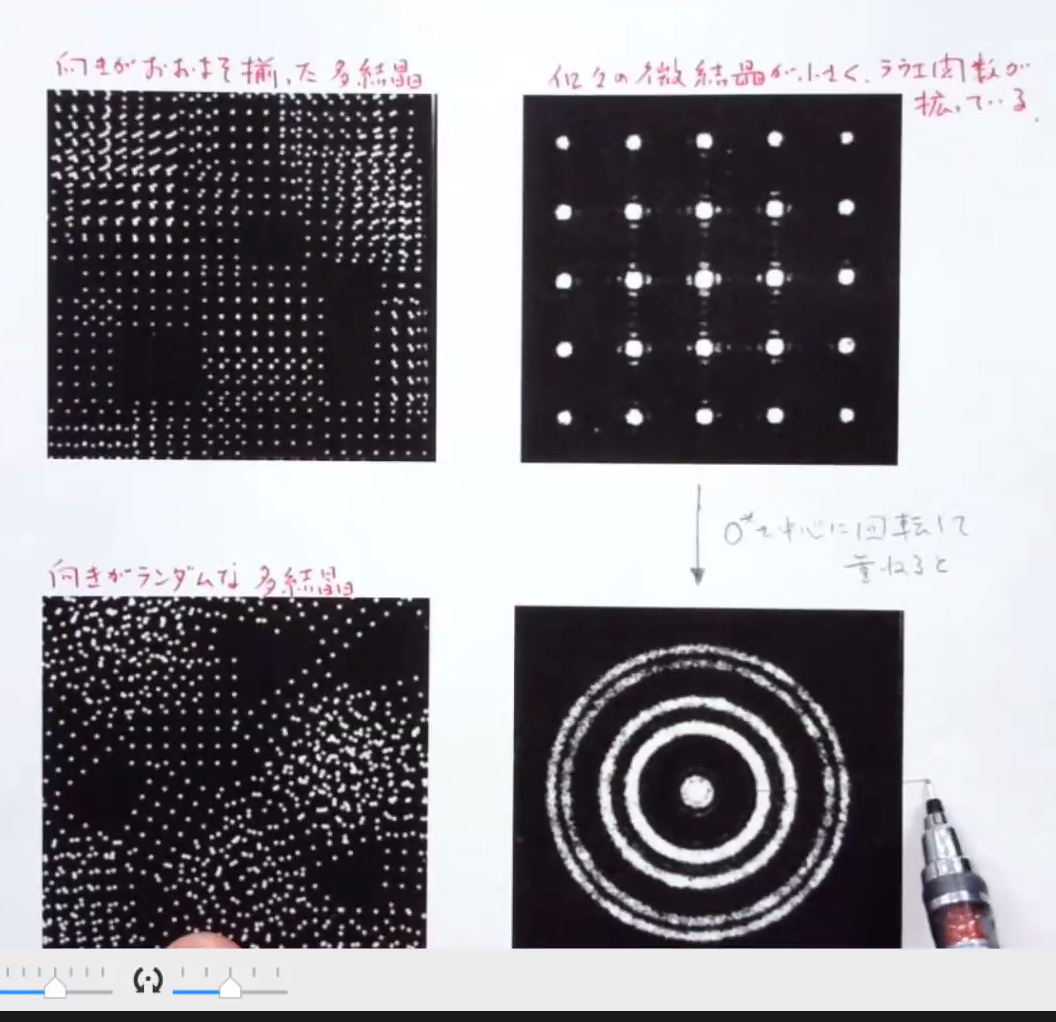 向きがおおよそ揃った多結晶
個々の微結晶が小さく、ラウエ関数が
拡っている.
0*を中心に回転して
重ねると
向きがランダムな多結晶